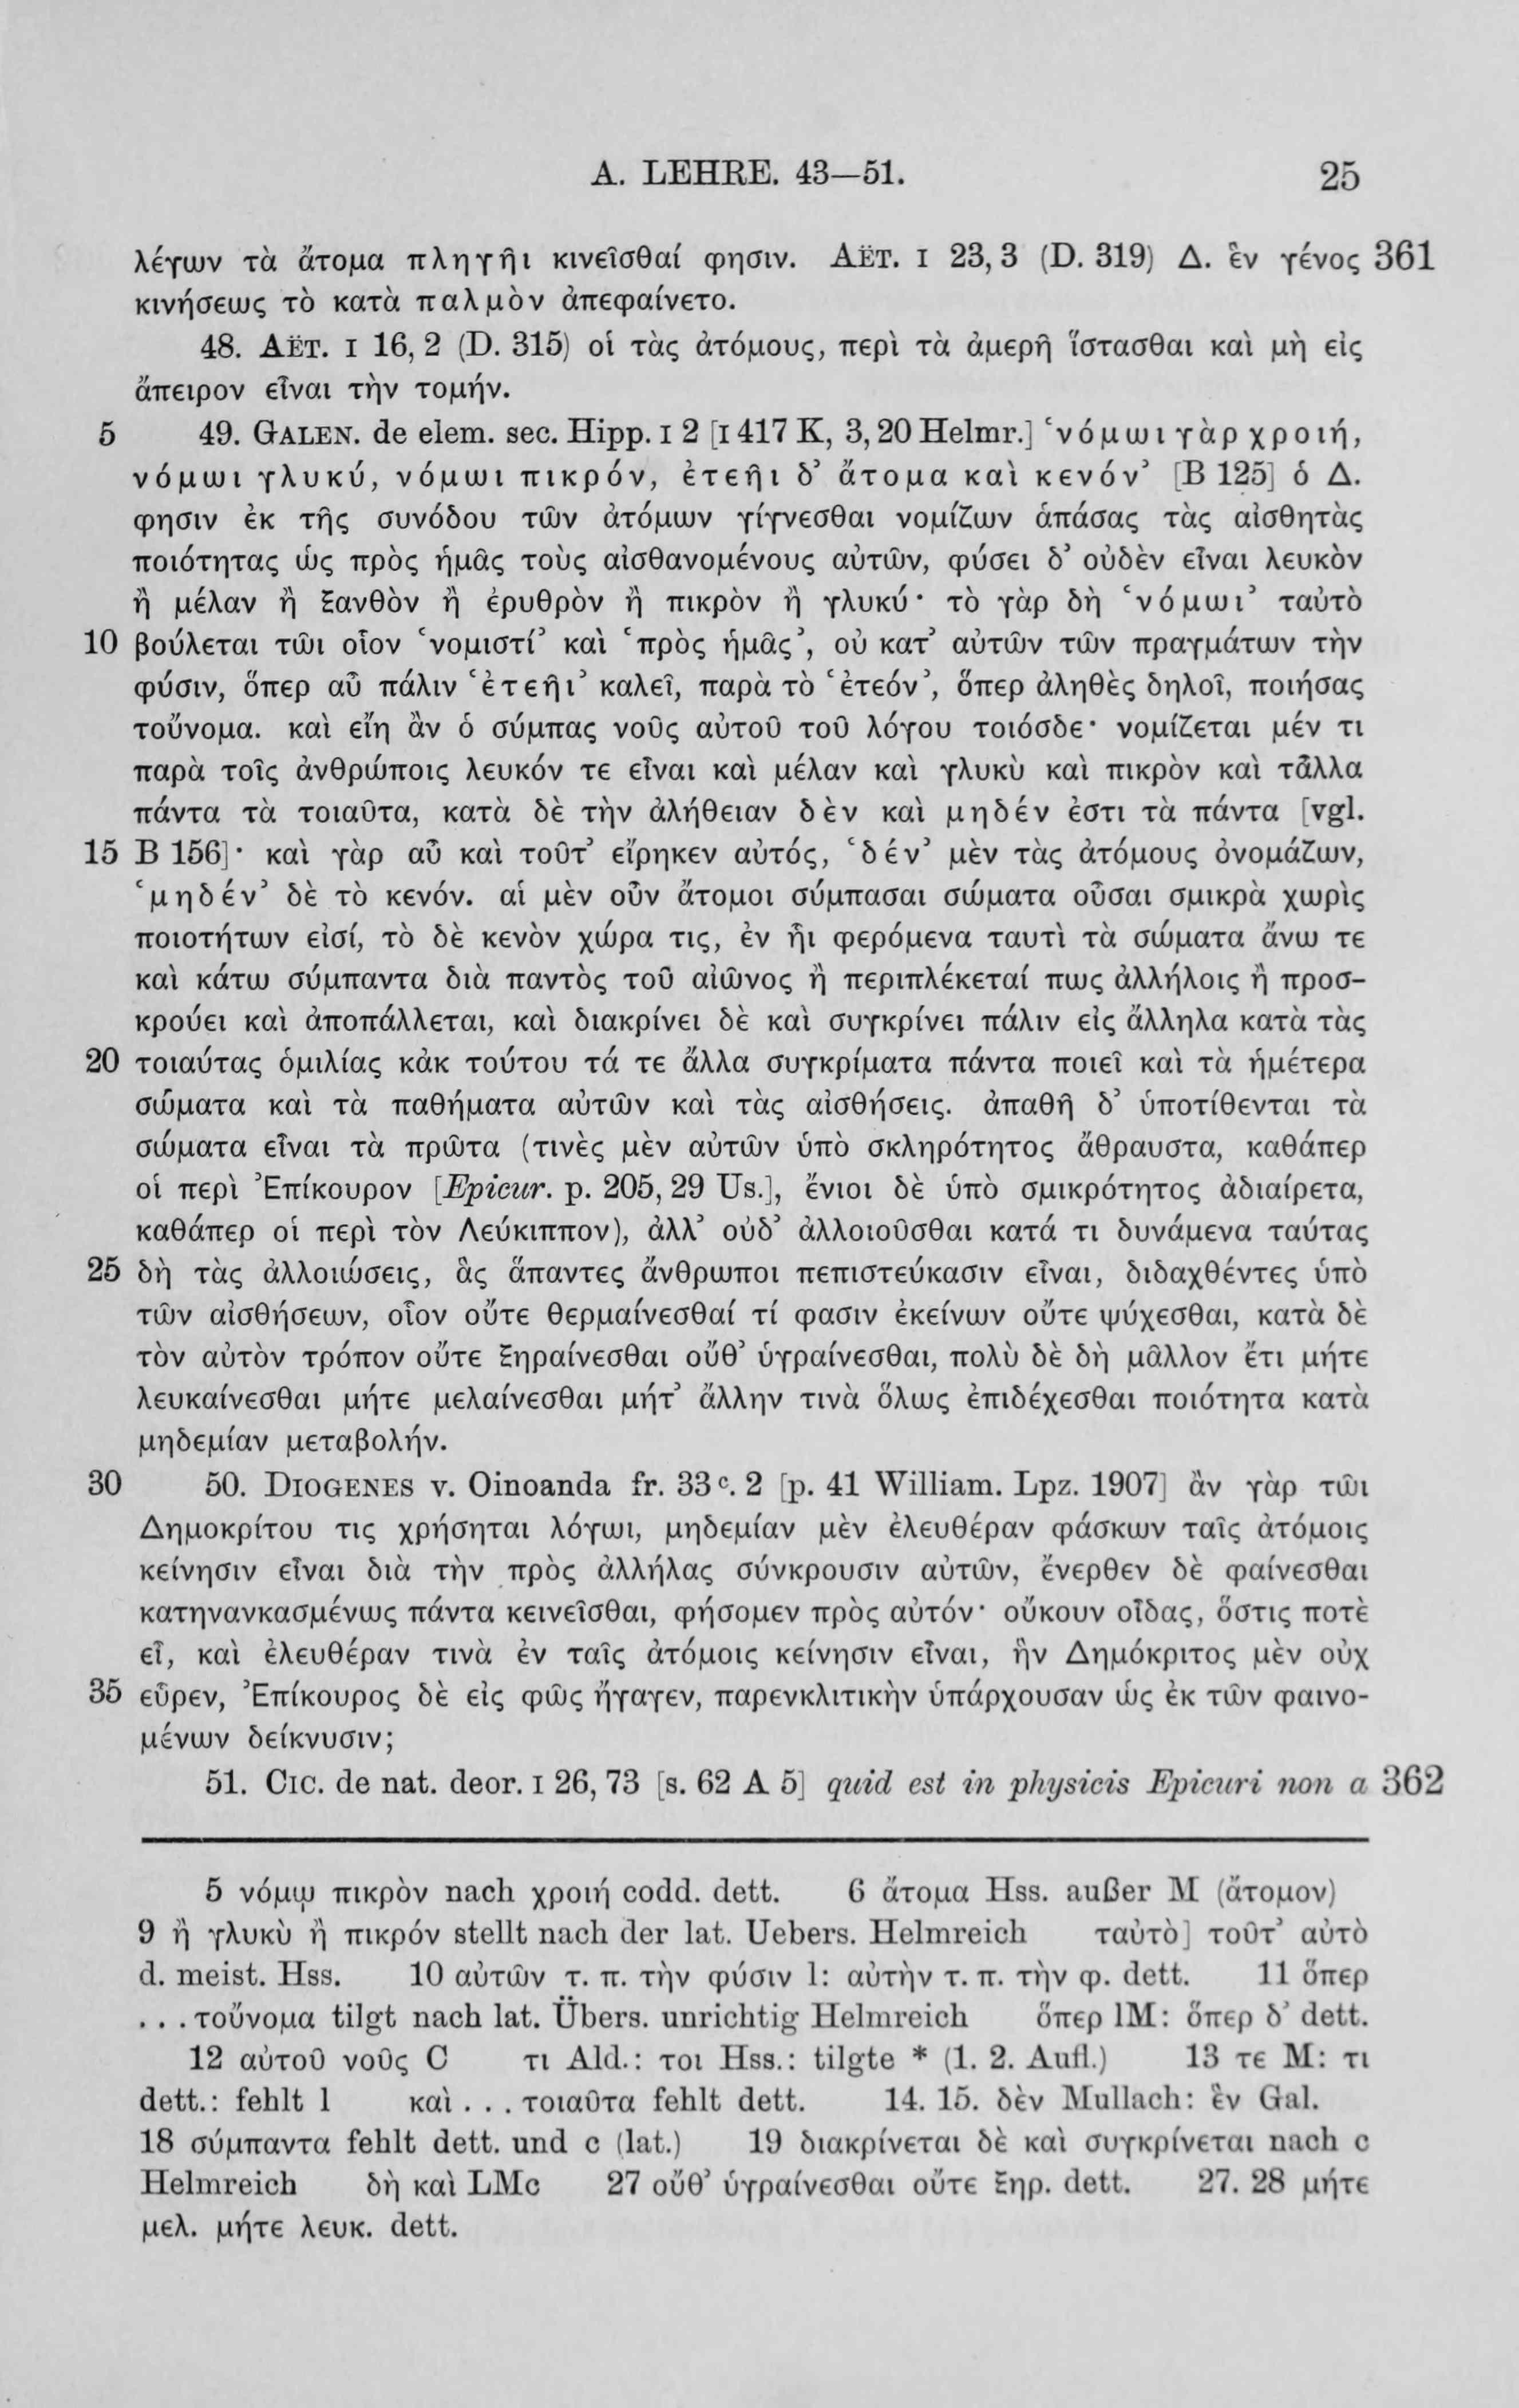 A. LEHRE. 43—51. 25
λέγων τὰ ἄτομα πληγῆι κινεῖσθαί φησιν. AËT. I 23, 3 (D. 319) Δ. ἓν γένος 361
κινήσεως τὸ κατὰ παλμὸν ἀπεφαίνετο.
48. AËT. I 16, 2 (D. 315) οἱ τὰς ἀτόμους, περὶ τὰ ἀμερῆ ἵστασθαι καὶ μὴ εἰς
ἄπειρον εἶναι τὴν τομήν.
5 49. GALEN. de elem. sec. Hipp. I 2 [I 417 K, 3, 20 Helmr.] ‘νόμωι γὰρ χροιή,
νόμωι γλυκύ, νόμωι πικρόν, ἐτεῆι δ’ ἄτομα καὶ κενόν’ [B 125] ὁ Δ.
φησιν ἐκ τῆς συνόδου τῶν ἀτόμων γίγνεσθαι νομίζων ἁπάσας τὰς αἰσθητὰς
ποιότητας ὡς πρὸς ἡμᾶς τοὺς αἰσθανομένους αὐτῶν, φύσει δ’ οὐδὲν εἶναι λευκὸν
ἢ μέλαν ἢ ξανθὸν ἢ ἐρυθρὸν ἢ πικρὸν ἢ γλυκύ· τὸ γὰρ δὴ ‘νόμωι’ ταὐτὸ
10 βούλεται τῶι οἷον ‘νομιστί’ καὶ ‘πρὸς ἡμᾶς’, οὐ κατ’ αὐτῶν τῶν πραγμάτων τὴν
φύσιν, ὅπερ αὖ πάλιν ‘ἐτεῆι’ καλεῖ, παρὰ τὸ ‘ἐτεόν’, ὅπερ ἀληθὲς δηλοῖ, ποιήσας
τοὔνομα. καὶ εἴη ἂν ὁ σύμπας νοῦς αὐτοῦ τοῦ λόγου τοιόσδε· νομίζεται μέν τι
παρὰ τοῖς ἀνθρώποις λευκόν τε εἶναι καὶ μέλαν καὶ γλυκὺ καὶ πικρὸν καὶ τἆλλα
πάντα τὰ τοιαῦτα, κατὰ δὲ τὴν ἀλήθειαν δὲν καὶ μηδέν ἐστι τὰ πάντα [vgl.
15 B 156]· καὶ γὰρ αὖ καὶ τοῦτ’ εἴρηκεν αὐτός, ‘δέν’ μὲν τὰς ἀτόμους ὀνομάζων,
‘μηδέν’ δὲ τὸ κενόν. αἱ μὲν οὖν ἄτομοι σύμπασαι σώματα οὖσαι σμικρὰ χωρὶς
ποιοτήτων εἰσί, τὸ δὲ κενὸν χώρα τις, ἐν ἧι φερόμενα ταυτὶ τὰ σώματα ἄνω τε
καὶ κάτω σύμπαντα διὰ παντὸς τοῦ αἰῶνος ἢ περιπλέκεταί πως ἀλλήλοις ἢ προσ-
κρούει καὶ ἀποπάλλεται, καὶ διακρίνει δὲ καὶ συγκρίνει πάλιν εἰς ἄλληλα κατὰ τὰς
20 τοιαύτας ὁμιλίας κἀκ τούτου τά τε ἄλλα συγκρίματα πάντα ποιεῖ καὶ τὰ ἡμέτερα
σώματα καὶ τὰ παθήματα αὐτῶν καὶ τὰς αἰσθήσεις. ἀπαθῆ δ’ ὑποτίθενται τὰ
σώματα εἶναι τὰ πρῶτα (τινὲς μὲν αὐτῶν ὑπὸ σκληρότητος ἄθραυστα, καθάπερ
οἱ περὶ Ἐπίκουρον [Epicur. p. 205, 29 Us.], ἔνιοι δὲ ὑπὸ σμικρότητος ἀδιαίρετα,
καθάπερ οἱ περὶ τὸν Λεύκιππον), ἀλλ’ οὐδ’ ἀλλοιοῦσθαι κατά τι δυνάμενα ταύτας
25 δὴ τὰς ἀλλοιώσεις, ἃς ἅπαντες ἄνθρωποι πεπιστεύκασιν εἶναι, διδαχθέντες ὑπὸ
τῶν αἰσθήσεων, οἷον οὔτε θερμαίνεσθαί τί φασιν ἐκείνων οὔτε ψύχεσθαι, κατὰ δὲ
τὸν αὐτὸν τρόπον οὔτε ξηραίνεσθαι οὔθ’ ὑγραίνεσθαι, πολὺ δὲ δὴ μᾶλλον ἔτι μήτε
λευκαίνεσθαι μήτε μελαίνεσθαι μήτ’ ἄλλην τινὰ ὅλως ἐπιδέχεσθαι ποιότητα κατὰ
μηδεμίαν μεταβολήν.
30 50. DIOGENES v. Oinoanda fr. 33 c. 2 [p. 41 William. Lpz. 1907] ἂν γὰρ τῶι
Δημοκρίτου τις χρήσηται λόγωι, μηδεμίαν μὲν ἐλευθέραν φάσκων ταῖς ἀτόμοις
κείνησιν εἶναι διὰ τὴν πρὸς ἀλλήλας σύνκρουσιν αὐτῶν, ἔνερθεν δὲ φαίνεσθαι
κατηνανκασμένως πάντα κεινεῖσθαι, φήσομεν πρὸς αὐτόν· οὔκουν οἶδας, ὅστις ποτὲ
εἶ, καὶ ἐλευθέραν τινὰ ἐν ταῖς ἀτόμοις κείνησιν εἶναι, ἣν Δημόκριτος μὲν οὐχ
35 εὗρεν, Ἐπίκουρος δὲ εἰς φῶς ἤγαγεν, παρενκλιτικὴν ὑπάρχουσαν ὡς ἐκ τῶν φαινο-
μένων δείκνυσιν;
51. CIC. de nat. deor. I 26, 73 [s. 62 A 5] quid est in physicis Epicuri non a 362
5 νόμῳ πικρὸν nach χροιή codd. dett. 6 ἄτομα Hss. außer M (ἄτομον)
9 ἢ γλυκὺ ἢ πικρόν stellt nach der lat. Uebers. Helmreich ταὐτὸ] τοῦτ’ αὐτὸ
d. meist. Hss. 10 αὐτῶν τ. π. τὴν φύσιν l: αὐτὴν τ. π. τὴν φ. dett. 11 ὅπερ
. . . τοὔνομα tilgt nach lat. Übers. unrichtig Helmreich ὅπερ lM: ὅπερ δ’ dett.
12 αὐτοῦ νοῦς C τι Ald.: τοι Hss.: tilgte * (1. 2. Aufl.) 13 τε M: τι
dett.: fehlt l καὶ . . . τοιαῦτα fehlt dett. 14. 15. δὲν Mullach: ἓν Gal.
18 σύμπαντα fehlt dett. und c (lat.) 19 διακρίνεται δὲ καὶ συγκρίνεται nach c
Helmreich δὴ καὶ LMc 27 οὔθ’ ὑγραίνεσθαι οὔτε ξηρ. dett. 27. 28 μήτε
μελ. μήτε λευκ. dett.